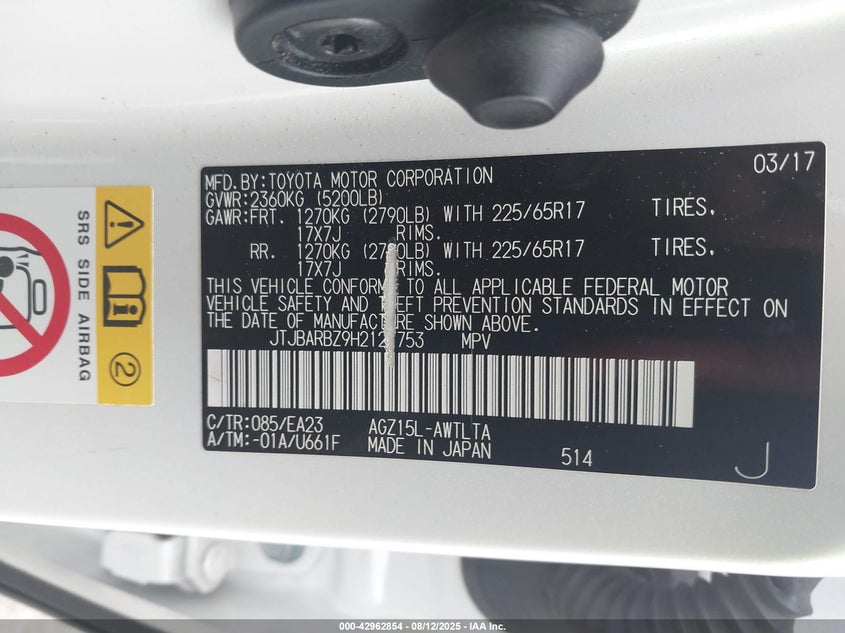 03/17
MFD.BY:TOYOTA MOTOR CORPORATION
GVWR:2360KG (5200LB)
GAWR:FRT. 1270KG (2790LB) WITH 225/65R17 TIRES,
17X7J RIMS.
RR. 1270KG WITH 225/65R17 TIRES,
17X7J RIMS.
THIS VEHICLE TO ALL APPLICABLE FEDERAL MOTOR
VEHICLE SAFETY AND THEFT PREVENTION STANDARDS IN EFFECT ON
THE DATE OF MANUFACTURE SHOWN ABOVE.
MPV
C/TR:085/EA23 AGZ15L-AWTLTA
A/TM:-01A/U661F MADE IN JAPAN
514
J
SRS SIDE AIRBAG
2
000-42962854 - 08/12/2025 - IAA Inc.